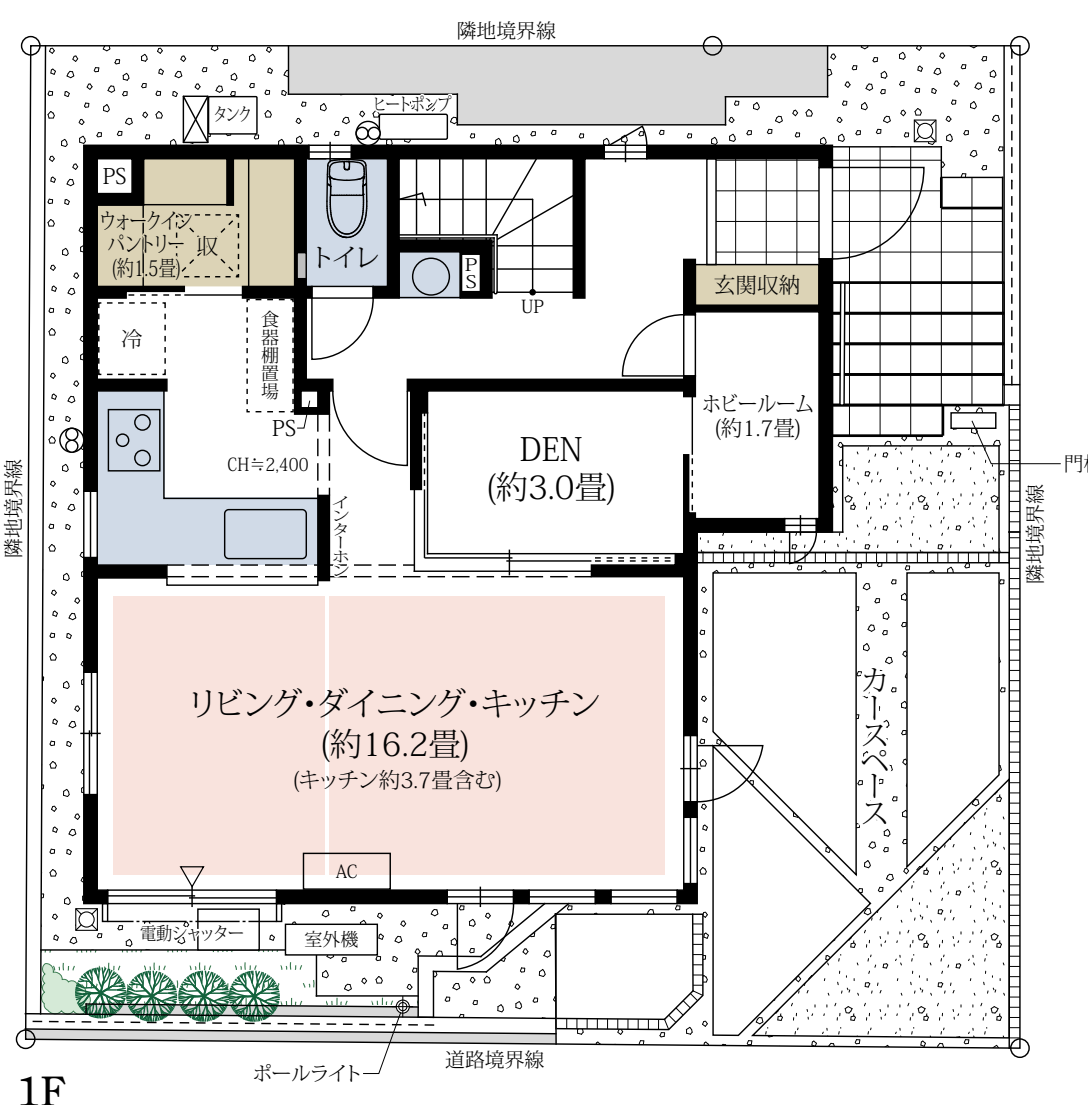 隣地境界線
タンク
ヒートポンプ
PS
ウォークイン
パントリー
(約1.5畳)
収
トイレ
PS
UP
玄関収納
冷
食器棚置場
PS
CH≒2,400
インターホン
DEN
(約3.0畳)
ホビールーム
(約1.7畳)
隣地境界線
隣地境界線
リビング・ダイニング・キッチン
(約16.2畳)
(キッチン約3.7畳含む)
カースペース
AC
電動シャッター
室外機
道路境界線
ポールライト
1F